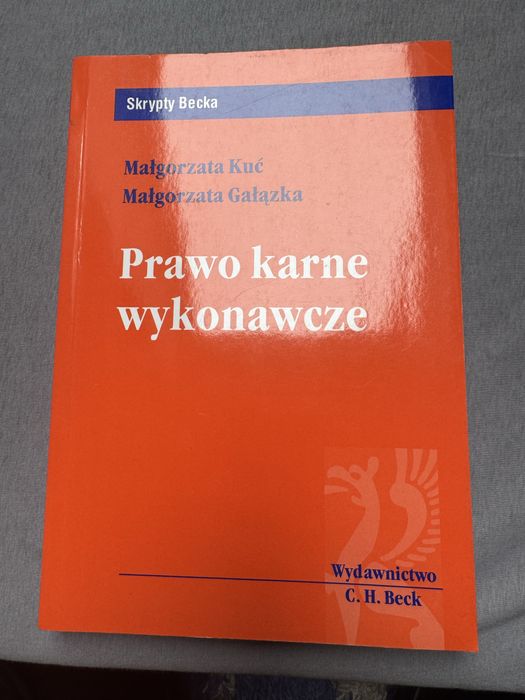 Skrypty Becka
Małgorzata Kuć
Małgorzata Gałązka
Prawo karne
wykonawcze
Wydawnictwo
C. H. Beck